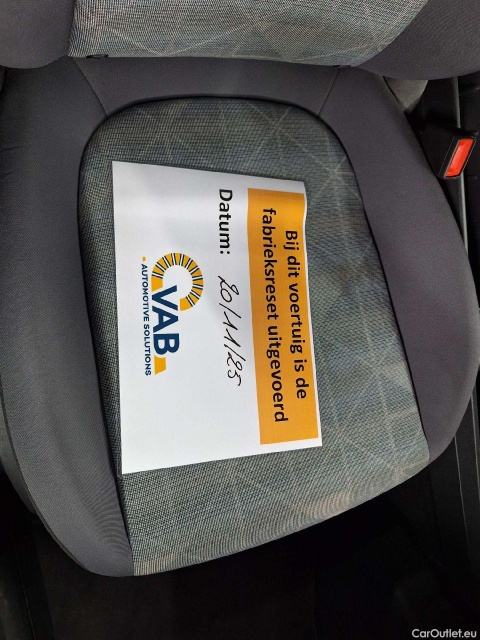 Bij dit voertuig is de
fabrieksreset uitgevoerd
Datum: 20/11/25
VAB
AUTOMOTIVE SOLUTIONS
CarOutlet.eu